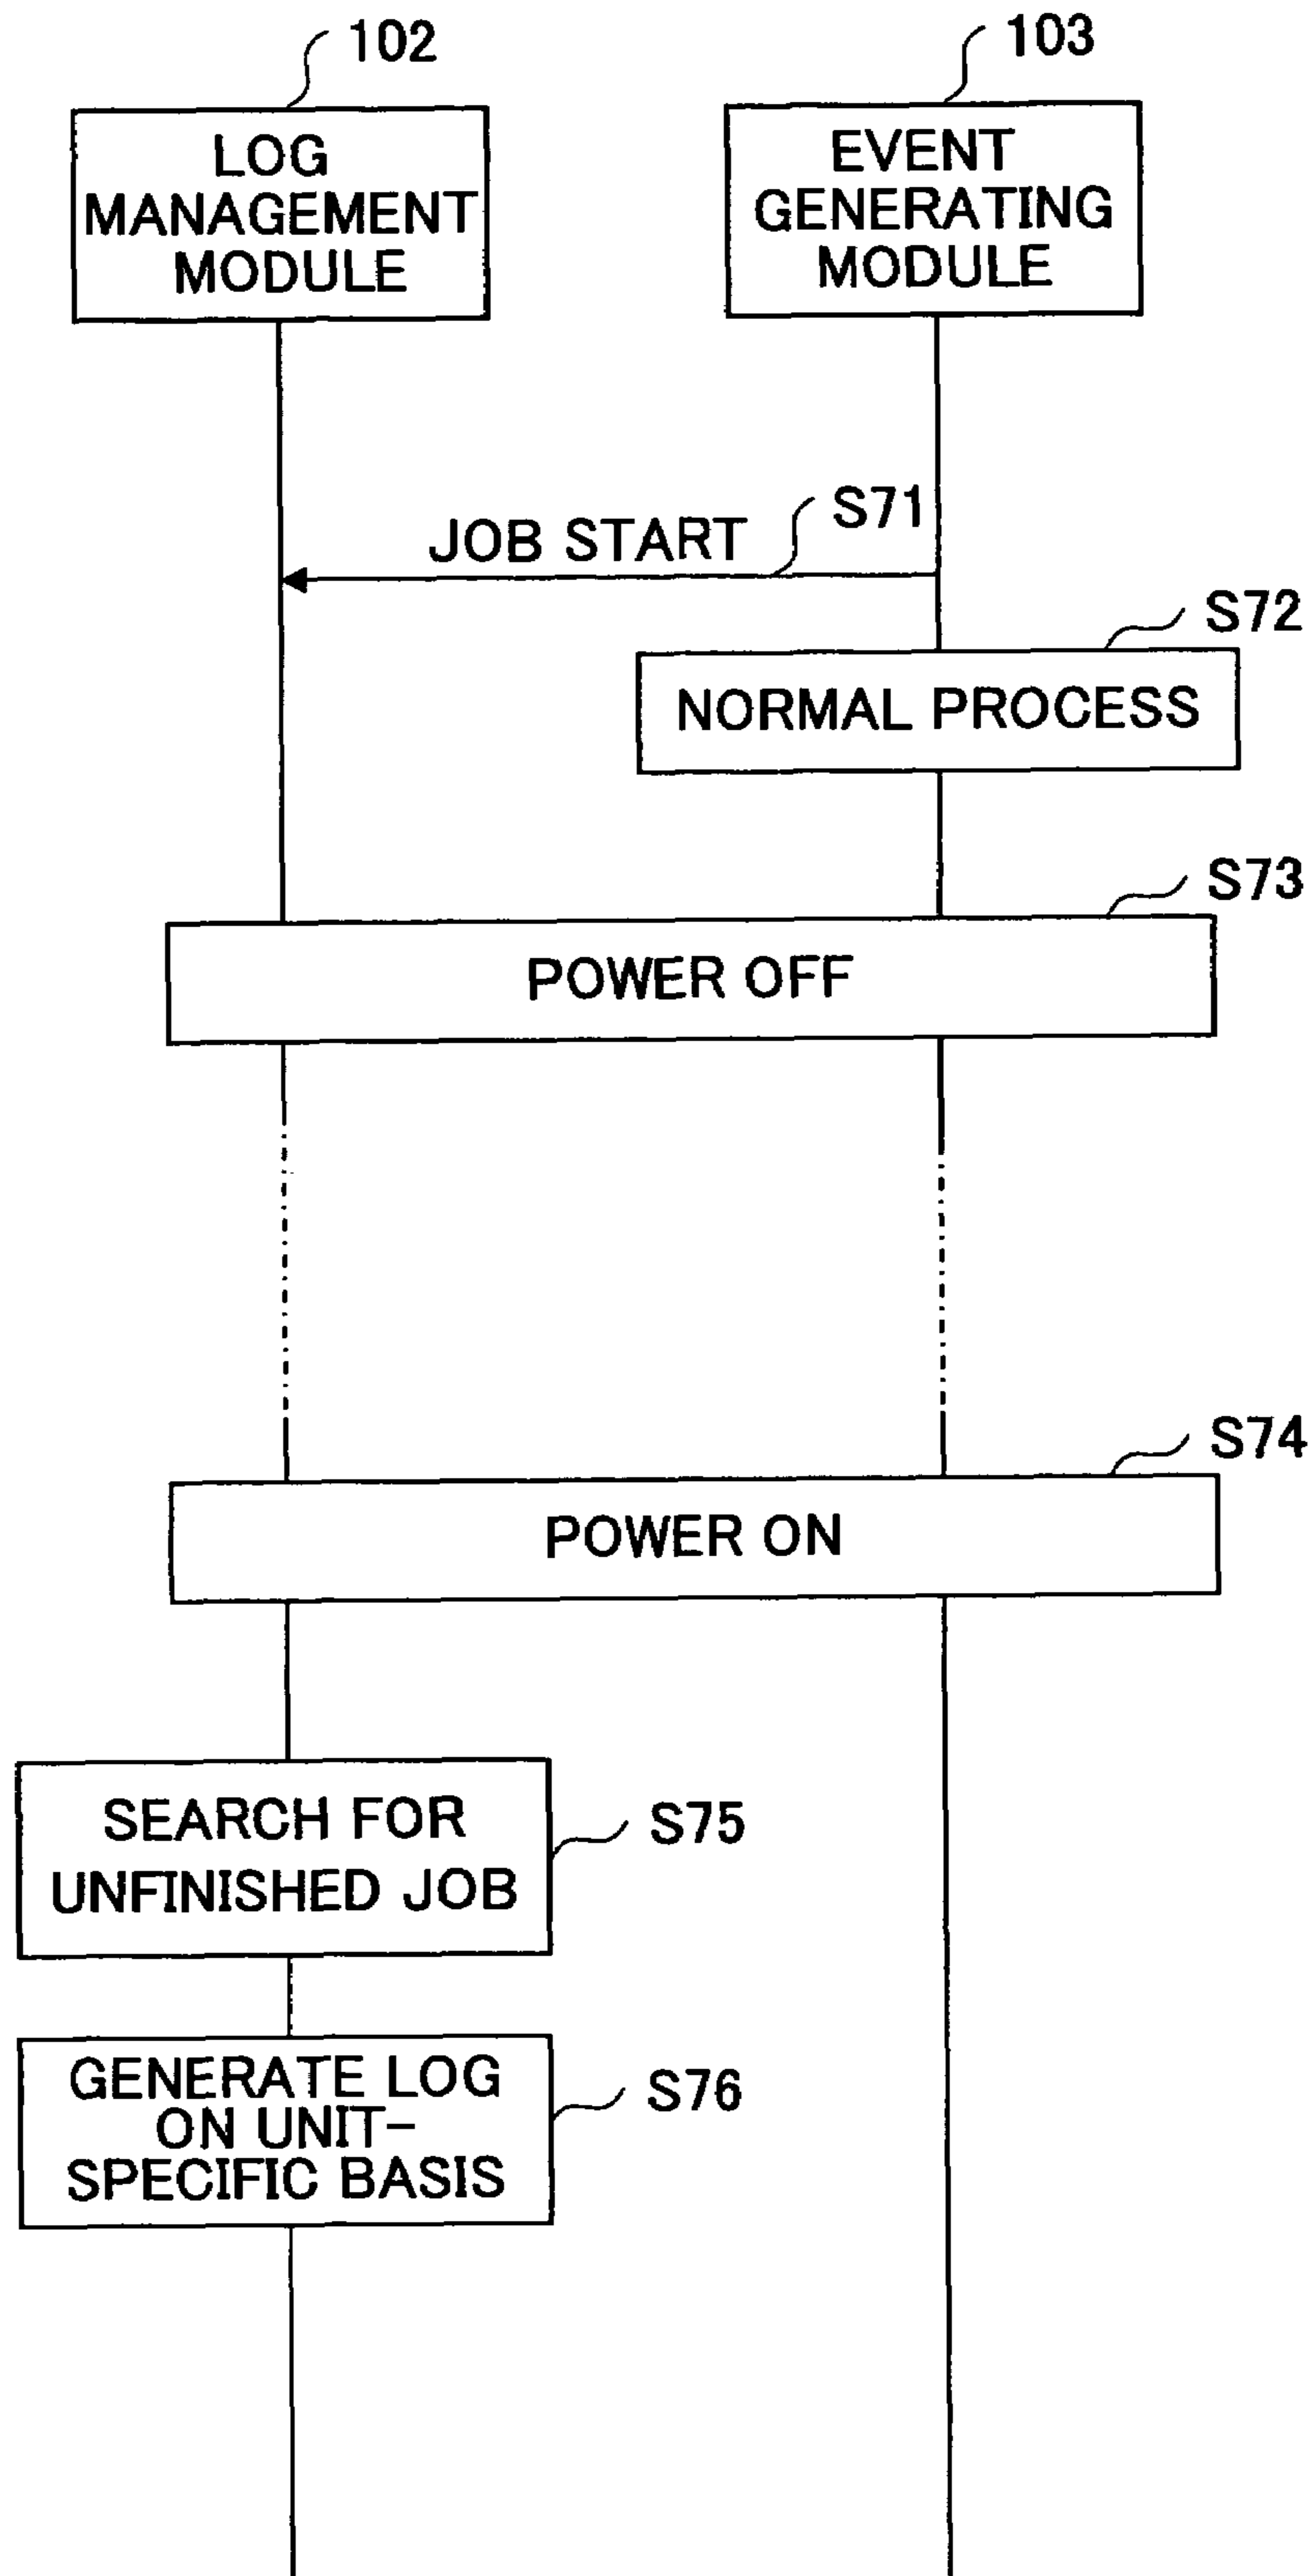 102
103
LOG
MANAGEMENT
MODULE
EVENT
GENERATING
MODULE
S71
JOB START
S72
NORMAL PROCESS
S73
POWER OFF
S74
POWER ON
SEARCH FOR
UNFINISHED JOB
S75
GENERATE LOG
ON UNIT-
SPECIFIC BASIS
S76